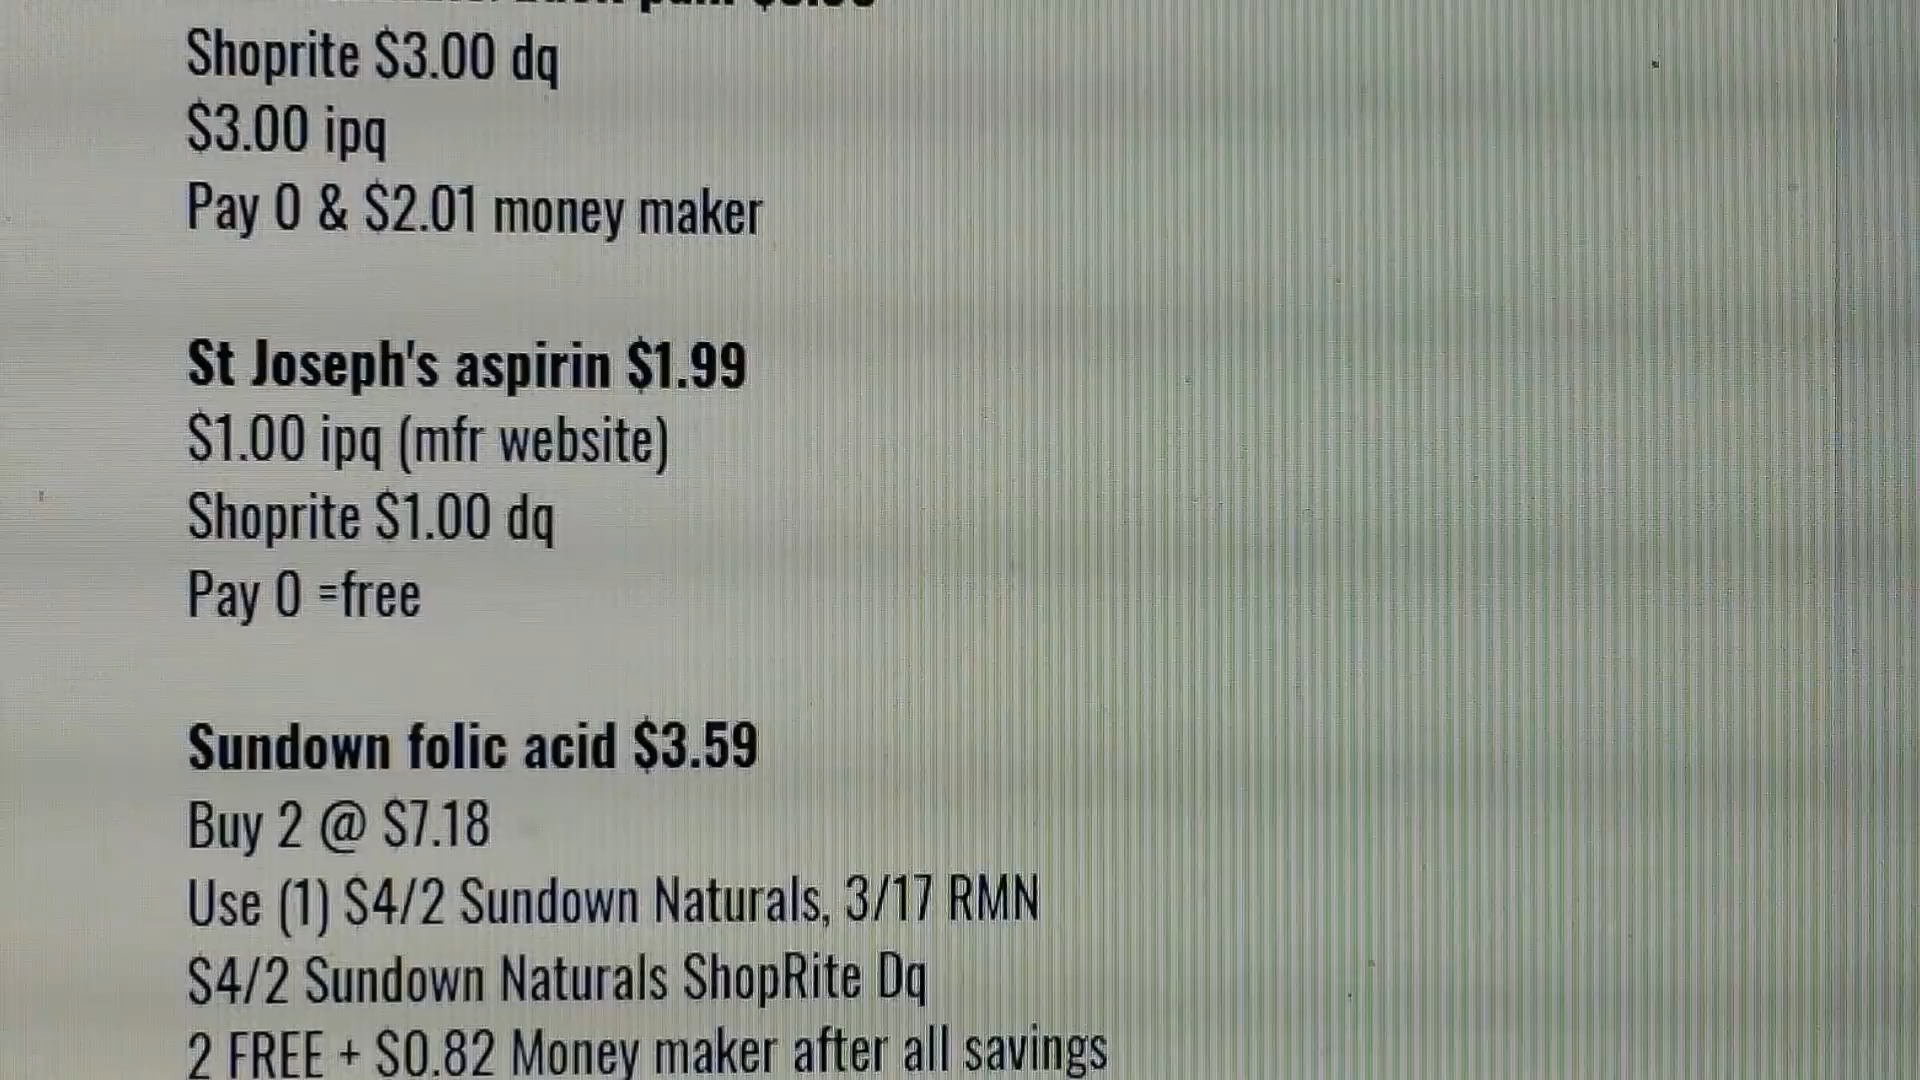 Shoprite $3.00 dq
$3.00 ipq
Pay 0 & $2.01 money maker
St Joseph's aspirin $1.99
$1.00 ipq (mfr website)
Shoprite $1.00 dq
Pay 0 =free
Sundown folic acid $3.59
Buy 2 @ $7.18
Use (1) $4/2 Sundown Naturals, 3/17 RMN
$4/2 Sundown Naturals ShopRite Dq
2 FREE + $0.82 Money maker after all savings